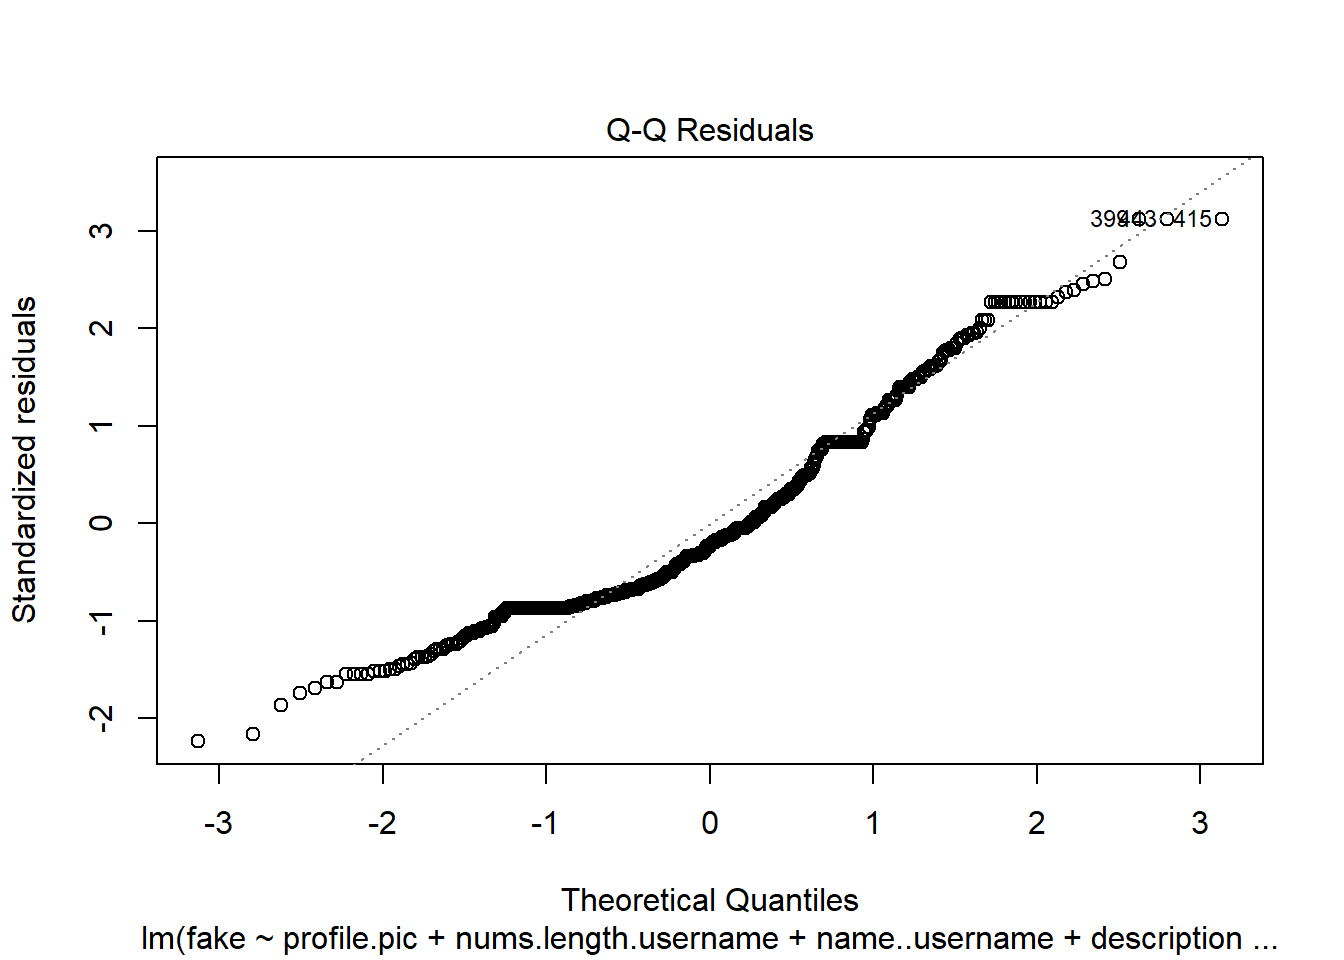 Q-Q Residuals
Standardized residuals
3
2
1
0
-1
-2
415
-3 -2 -1 0 1 2 3
Theoretical Quantiles
lm(fake ~ profile.pic + nums.length.username + name..username + description ...